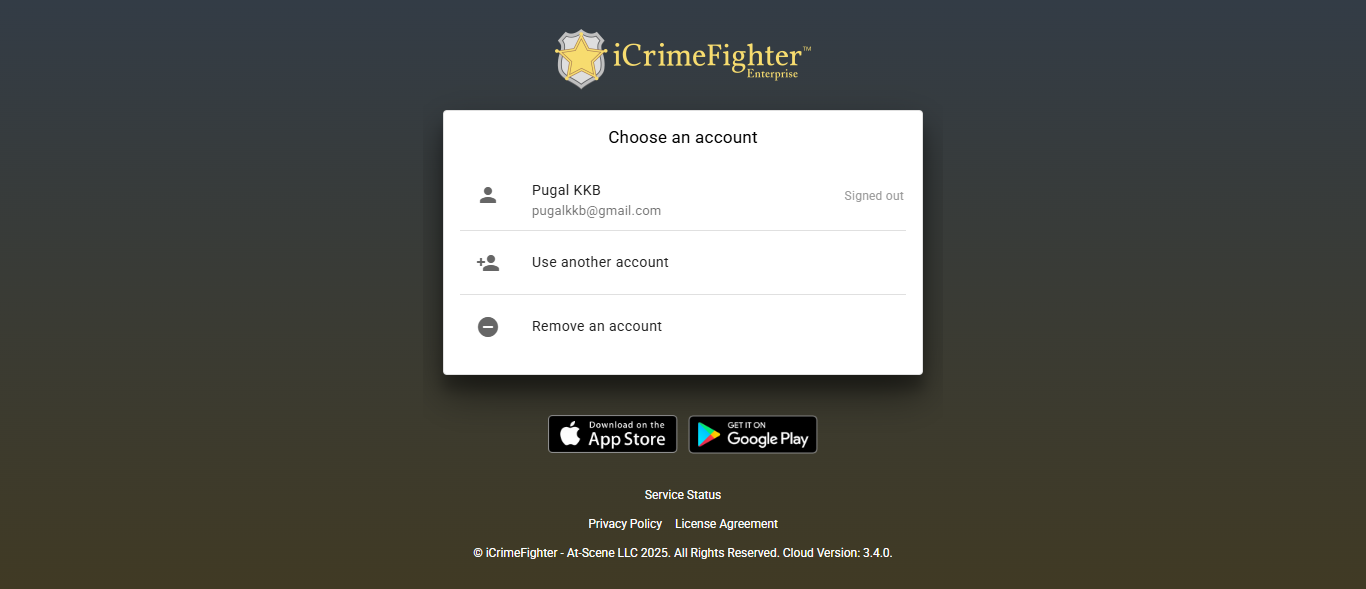 iCrimeFighter™
Enterprise
Choose an account
Pugal KKB
pugalkkb@gmail.com
Signed out
Use another account
Remove an account
Download on the
App Store
GET IT ON
Google Play
Service Status
Privacy Policy License Agreement
© iCrimeFighter - At-Scene LLC 2025. All Rights Reserved. Cloud Version: 3.4.0.